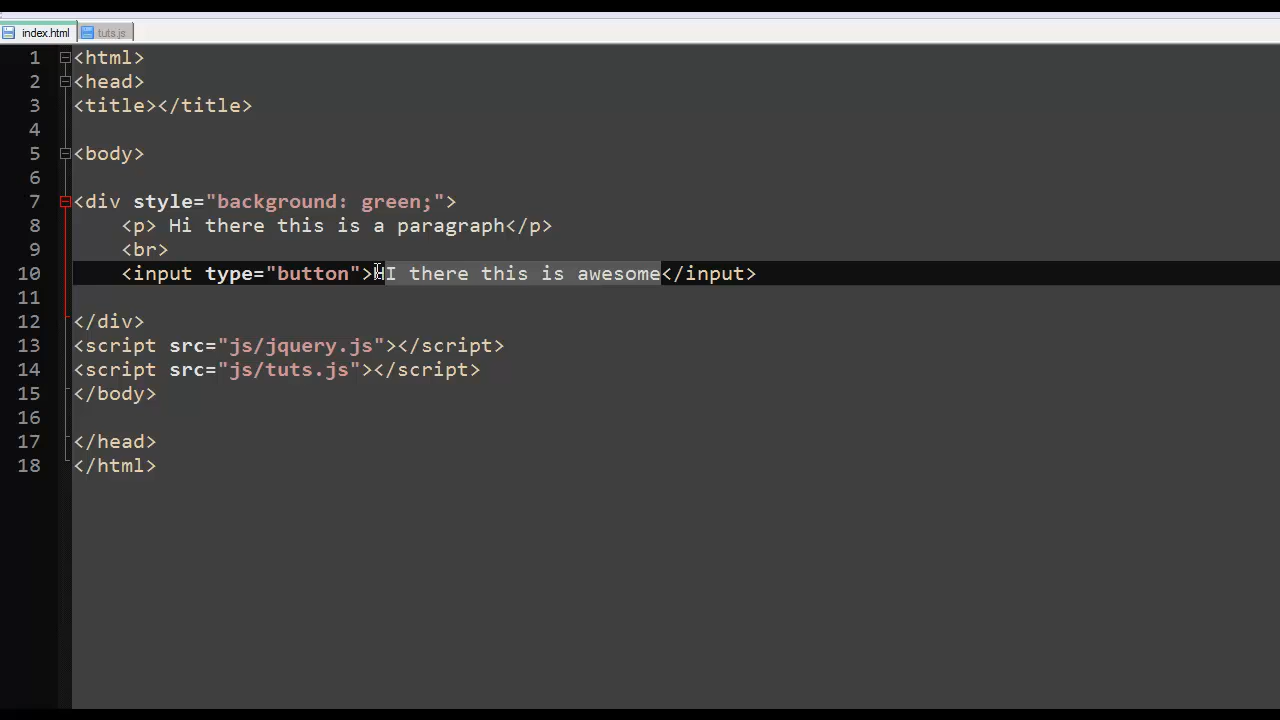 index.html tuts.js
1 <html>
2 <head>
3 <title></title>
4
5 <body>
6
7 <div style="background: green;">
8 <p> Hi there this is a paragraph</p>
9 <br>
10 <input type="button">HI there this is awesome</input>
11
12 </div>
13 <script src="js/jquery.js"></script>
14 <script src="js/tuts.js"></script>
15 </body>
16
17 </head>
18 </html>